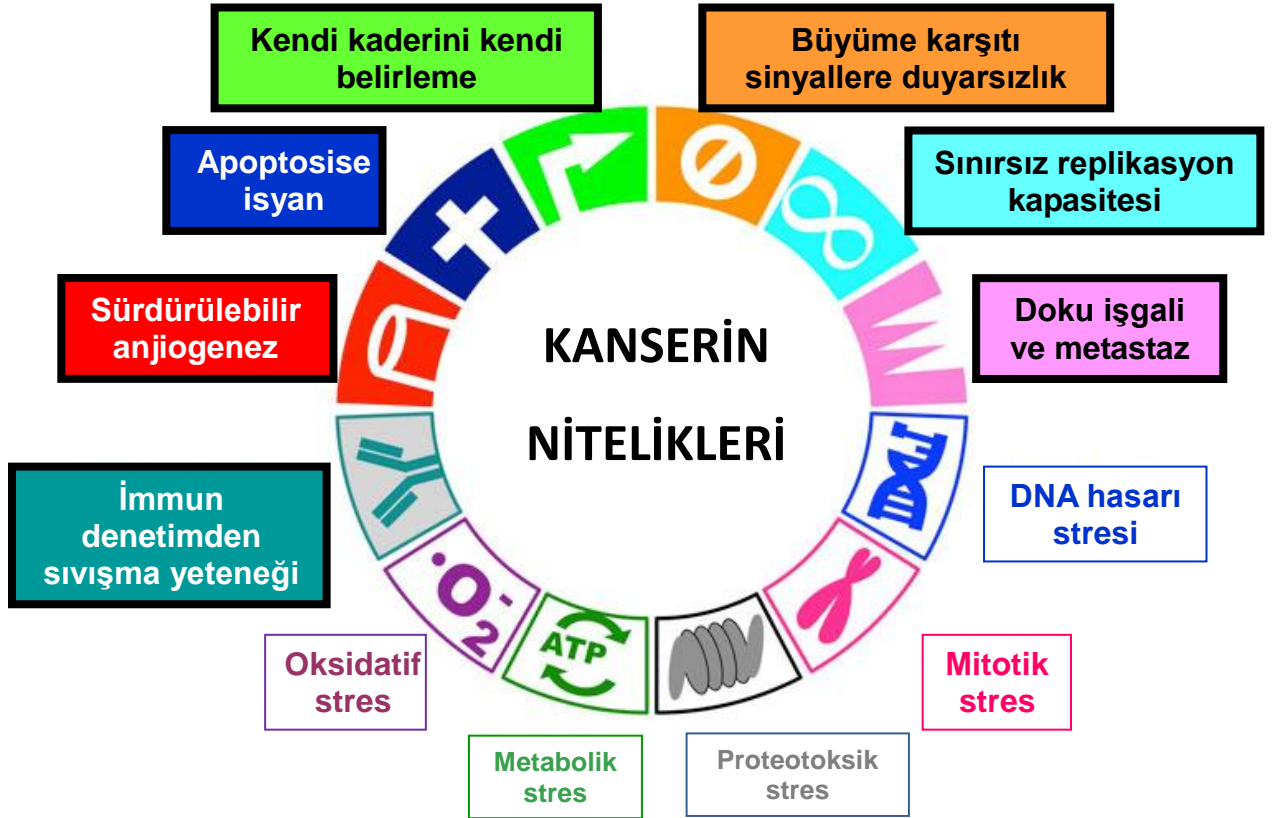 Kendi kaderini kendi
belirleme
Büyüme karşıtı
sinyallere duyarsızlık
Apoptosise
isyan
Sınırsız replikasyon
kapasitesi
Sürdürülebilir
anjiogenez
Doku işgali
ve metastaz
KANSERİN
NİTELİKLERİ
İmmun
denetimden
sıvışma yeteneği
DNA hasarı
stresi
•O2-
ATP
Oksidatif
stres
Mitotik
stres
Metabolik
stres
Proteotoksik
stres